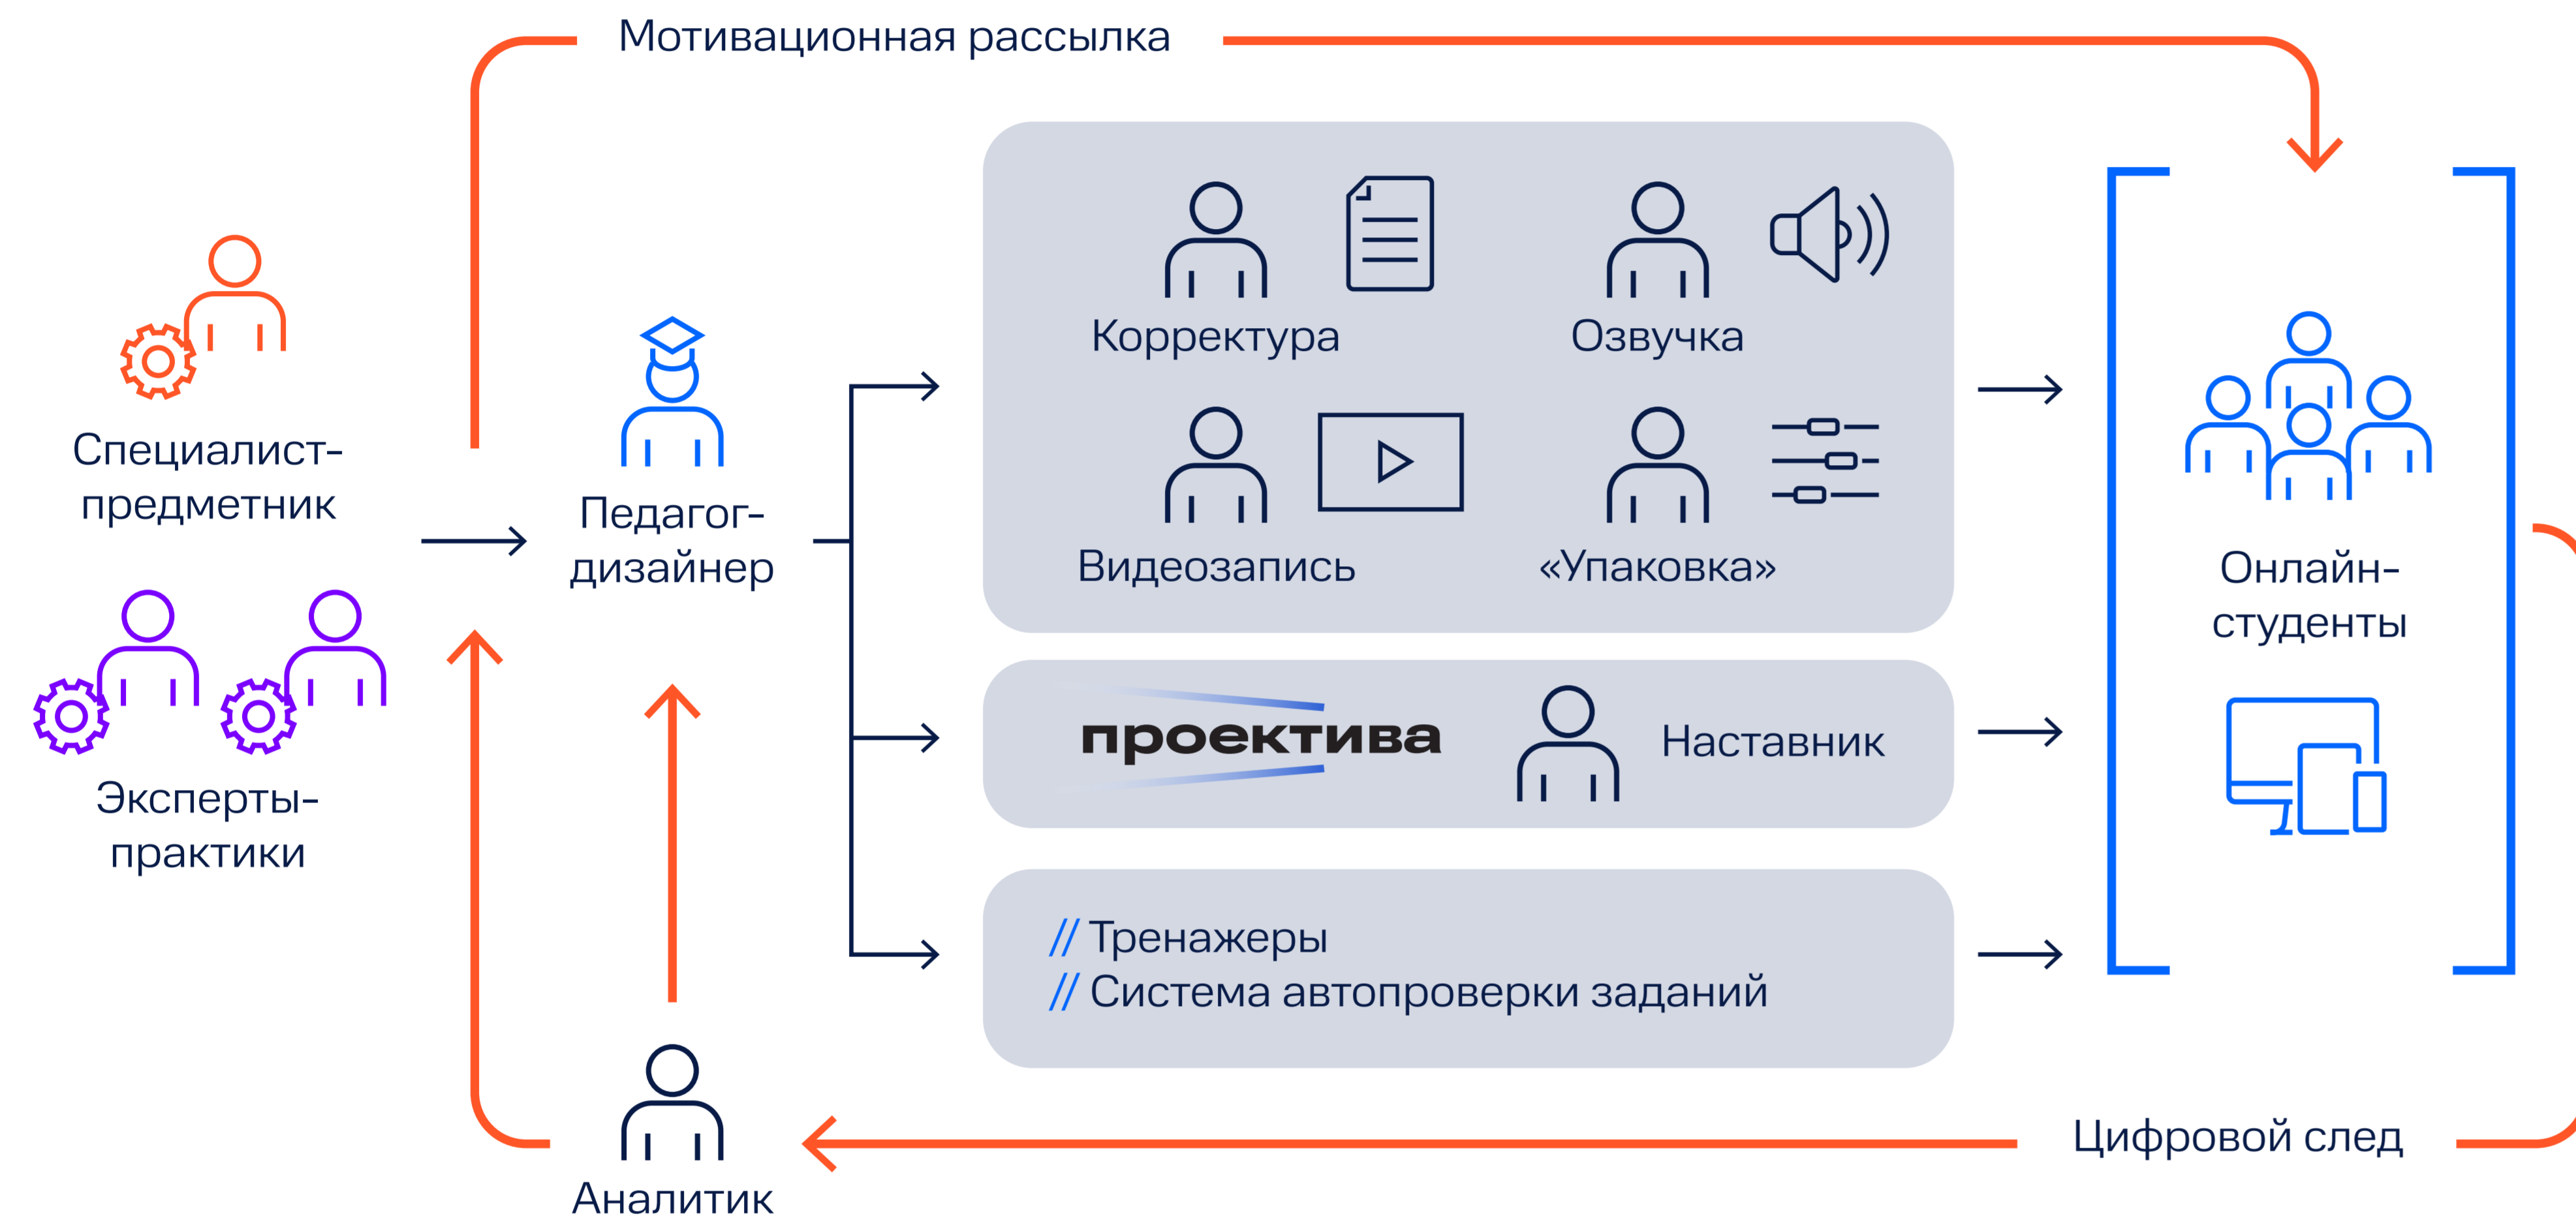 Мотивационная рассылка
Специалист-
предметник
Эксперты-
практики
Педагог-
дизайнер
Корректура
Озвучка
Видеозапись
«Упаковка»
проектива
Наставник
// Тренажеры
// Система автопроверки заданий
Онлайн-
студенты
Цифровой след
Аналитик